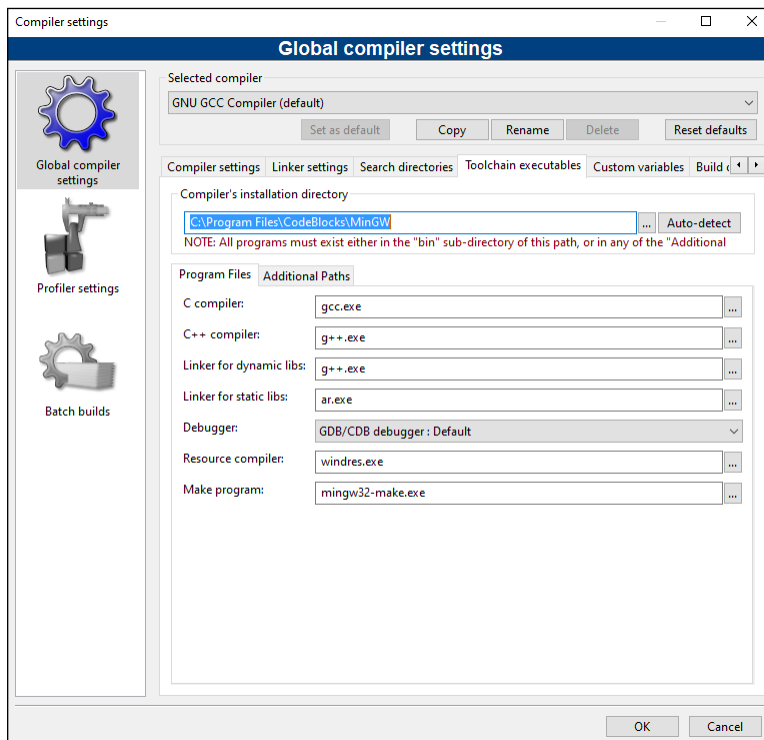 Compiler settings
Global compiler settings
Global compiler
settings
Profiler settings
Batch builds
Selected compiler
GNU GCC Compiler (default)
Set as default Copy Rename Delete Reset defaults
Compiler settings Linker settings Search directories Toolchain executables Custom variables Build
Compiler's installation directory
C:\Program Files\CodeBlocks\MinGW ... Auto-detect
NOTE: All programs must exist either in the "bin" sub-directory of this path, or in any of the "Additional
Program Files Additional Paths
C compiler: gcc.exe ...
C++ compiler: g++.exe ...
Linker for dynamic libs: g++.exe ...
Linker for static libs: ar.exe ...
Debugger: GDB/CDB debugger : Default
Resource compiler: windres.exe ...
Make program: mingw32-make.exe ...
OK Cancel